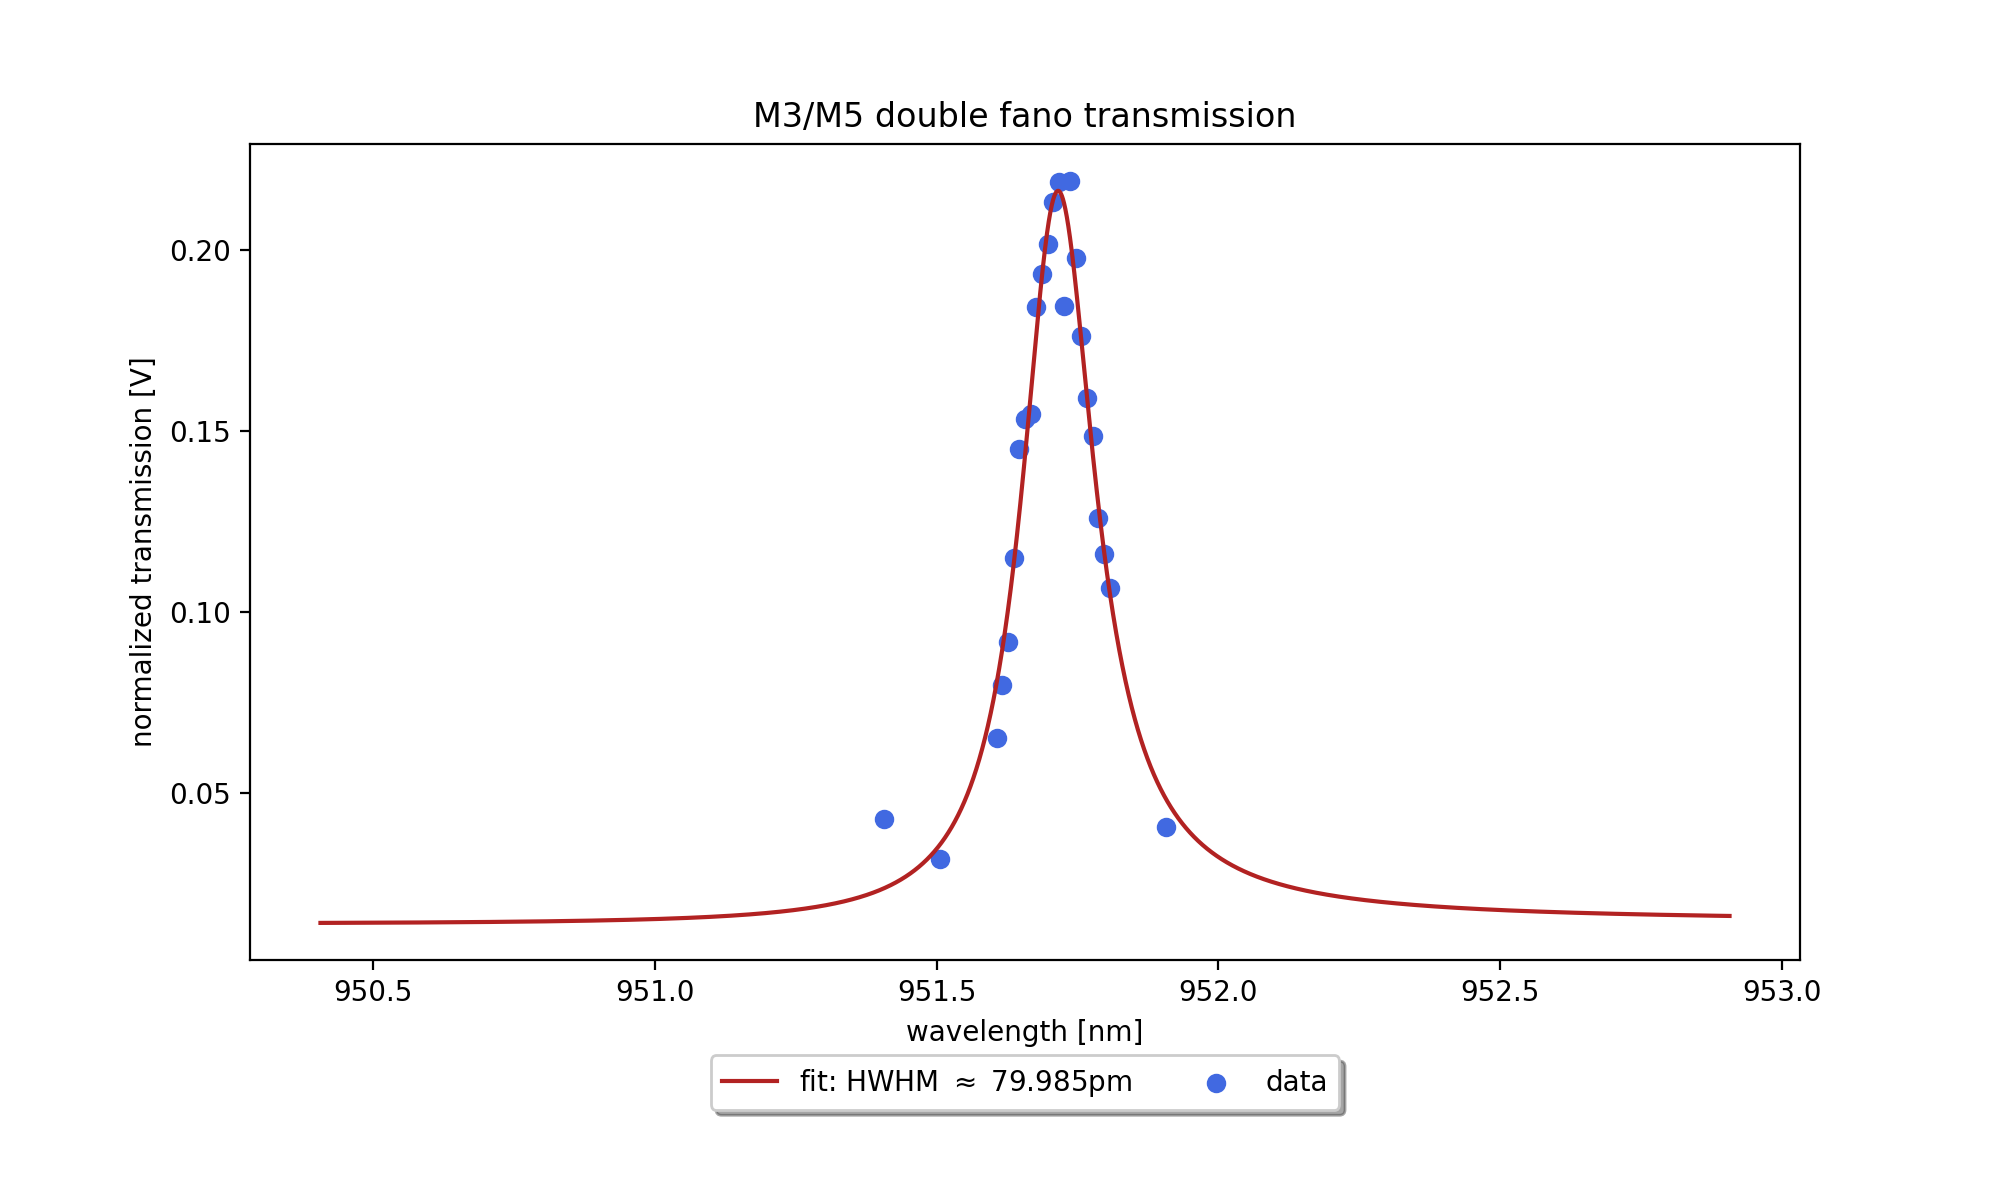 M3/M5 double fano transmission
normalized transmission [V]
0.20
0.15
0.10
0.05
950.5 951.0 951.5 952.0 952.5 953.0
wavelength [nm]
fit: HWHM ≈ 79.985pm data